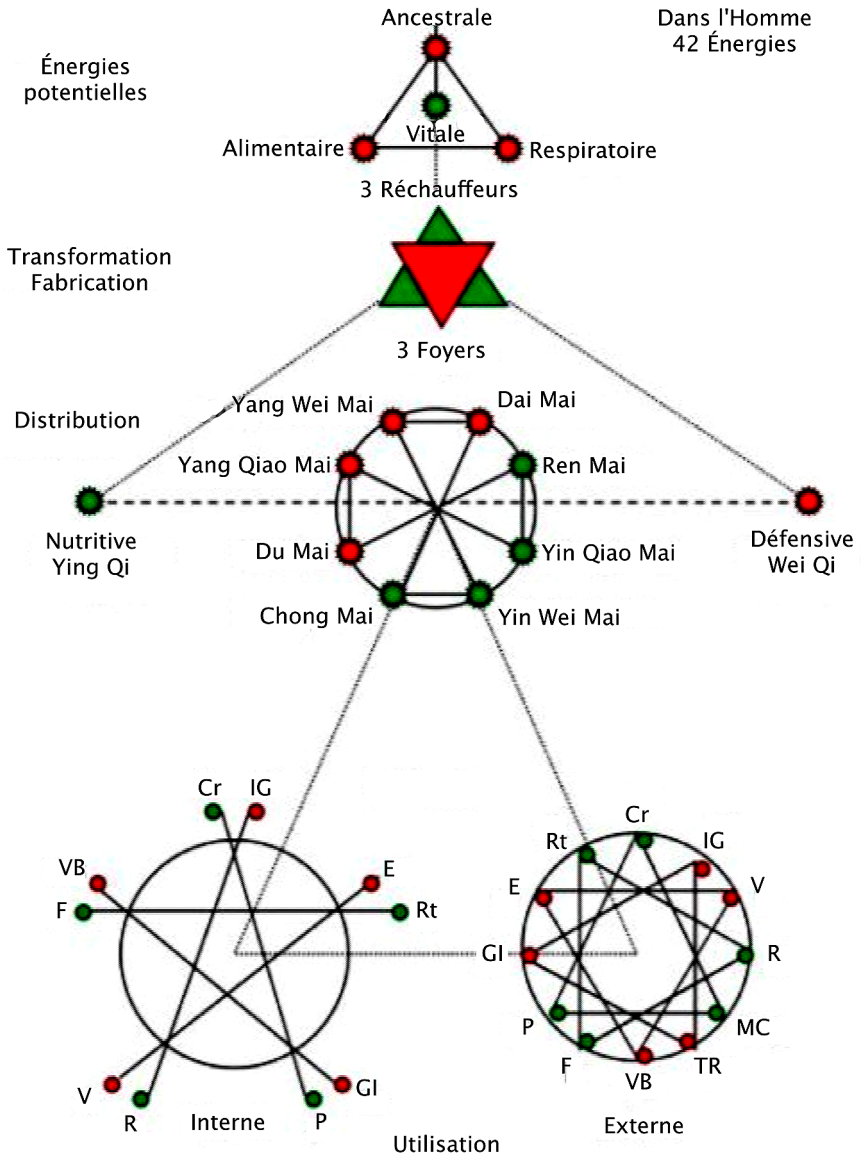 Ancestrale
Dans l'Homme
42 Énergies
Énergies
potentielles
Vitale
Alimentaire
Respiratoire
3 Réchauffeurs
Transformation
Fabrication
3 Foyers
Distribution
Yang Wei Mai
Dai Mai
Yang Qiao Mai
Ren Mai
Nutritive
Ying Qi
Du Mai
Yin Qiao Mai
Défensive
Wei Qi
Chong Mai
Yin Wei Mai
Cr
IG
VB
E
F
Rt
V
R
P
GI
Interne
Cr
Rt
IG
E
V
GI
R
P
MC
F
TR
VB
Externe
Utilisation